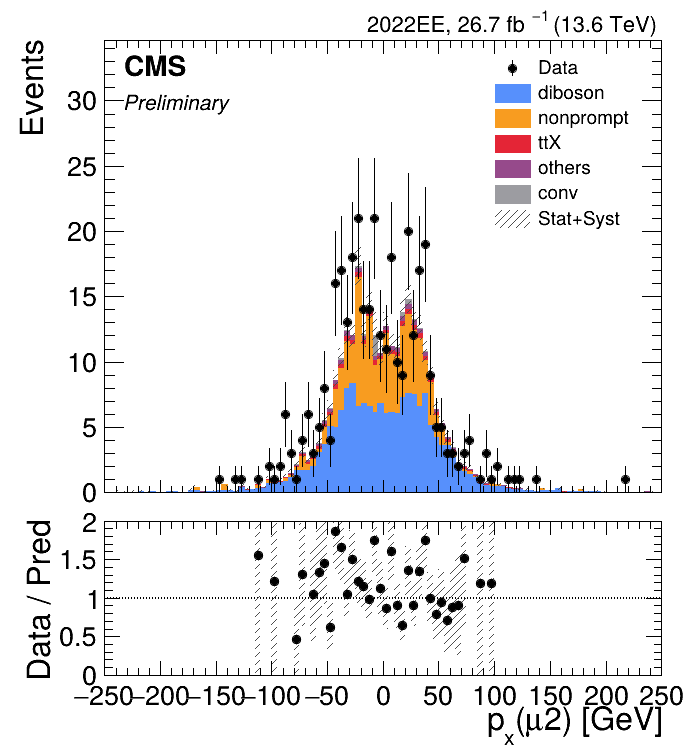 2022EE, 26.7 fb⁻¹ (13.6 TeV)
CMS
Preliminary
Events
Data
diboson
nonprompt
ttX
others
conv
Stat+Syst
30
25
20
15
10
5
0
Data / Pred
2
1.5
1
0.5
0
−250 −200 −150 −100 −50 0 50 100 150 200 250
pₓ(μ2) [GeV]